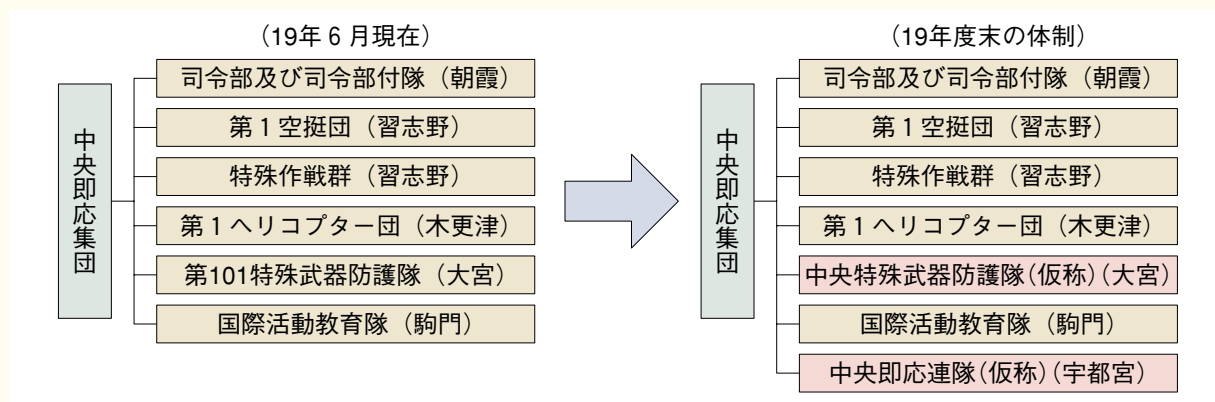 (19年6月現在)
中央即応集団
司令部及び司令部付隊(朝霞)
第1空挺団(習志野)
特殊作戦群(習志野)
第1ヘリコプター団(木更津)
第101特殊武器防護隊(大宮)
国際活動教育隊(駒門)
(19年度末の体制)
中央即応集団
司令部及び司令部付隊(朝霞)
第1空挺団(習志野)
特殊作戦群(習志野)
第1ヘリコプター団(木更津)
中央特殊武器防護隊(仮称)(大宮)
国際活動教育隊(駒門)
中央即応連隊(仮称)(宇都宮)